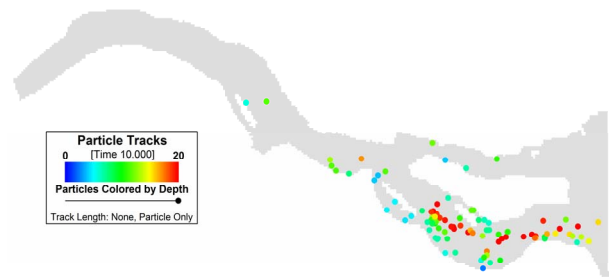 Particle Tracks
0 [Time 10.000] 20
Particles Colored by Depth
Track Length: None, Particle Only